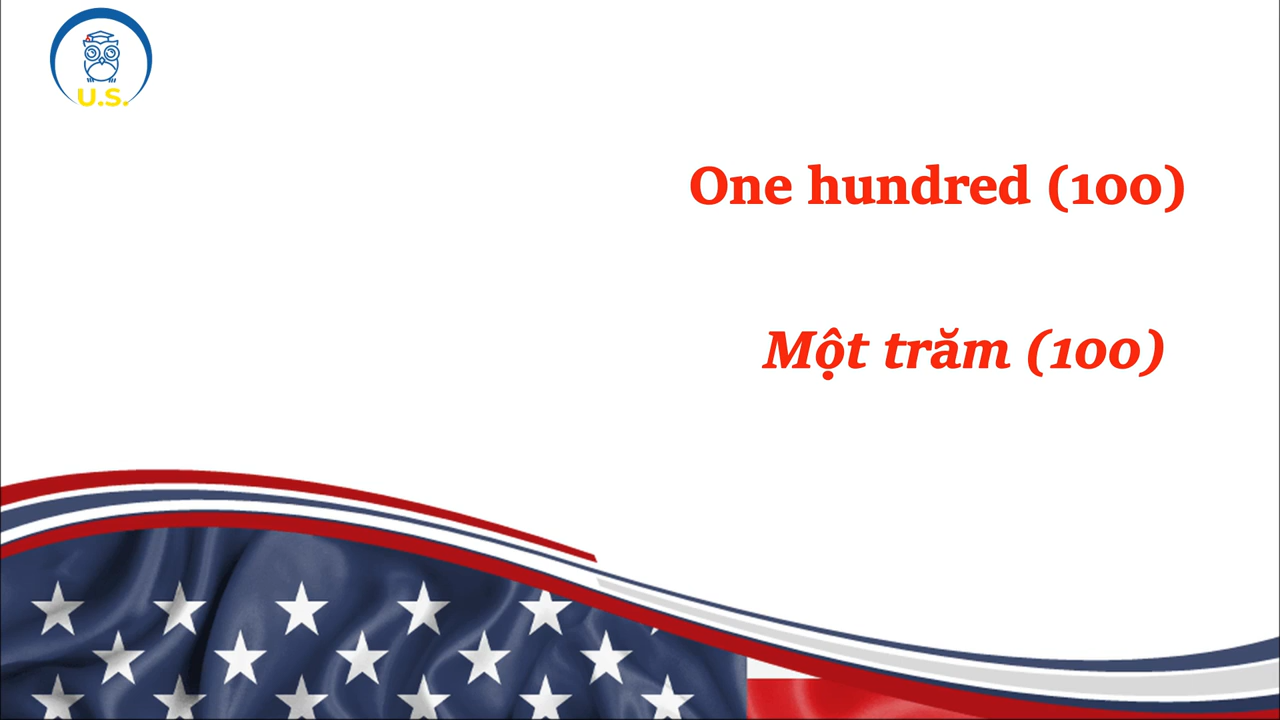 U.S.
One hundred (100)
Một trăm (100)